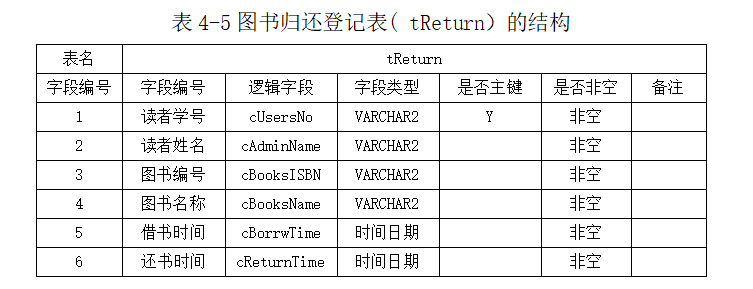 表 4-5 图书归还登记表( tReturn) 的结构
表名 tReturn
字段编号 字段编号 逻辑字段 字段类型 是否主键 是否非空 备注
1 读者学号 cUsersNo VARCHAR2 Y 非空
2 读者姓名 cAdminName VARCHAR2 非空
3 图书编号 cBooksISBN VARCHAR2 非空
4 图书名称 cBooksName VARCHAR2 非空
5 借书时间 cBorrwTime 时间日期 非空
6 还书时间 cReturnTime 时间日期 非空